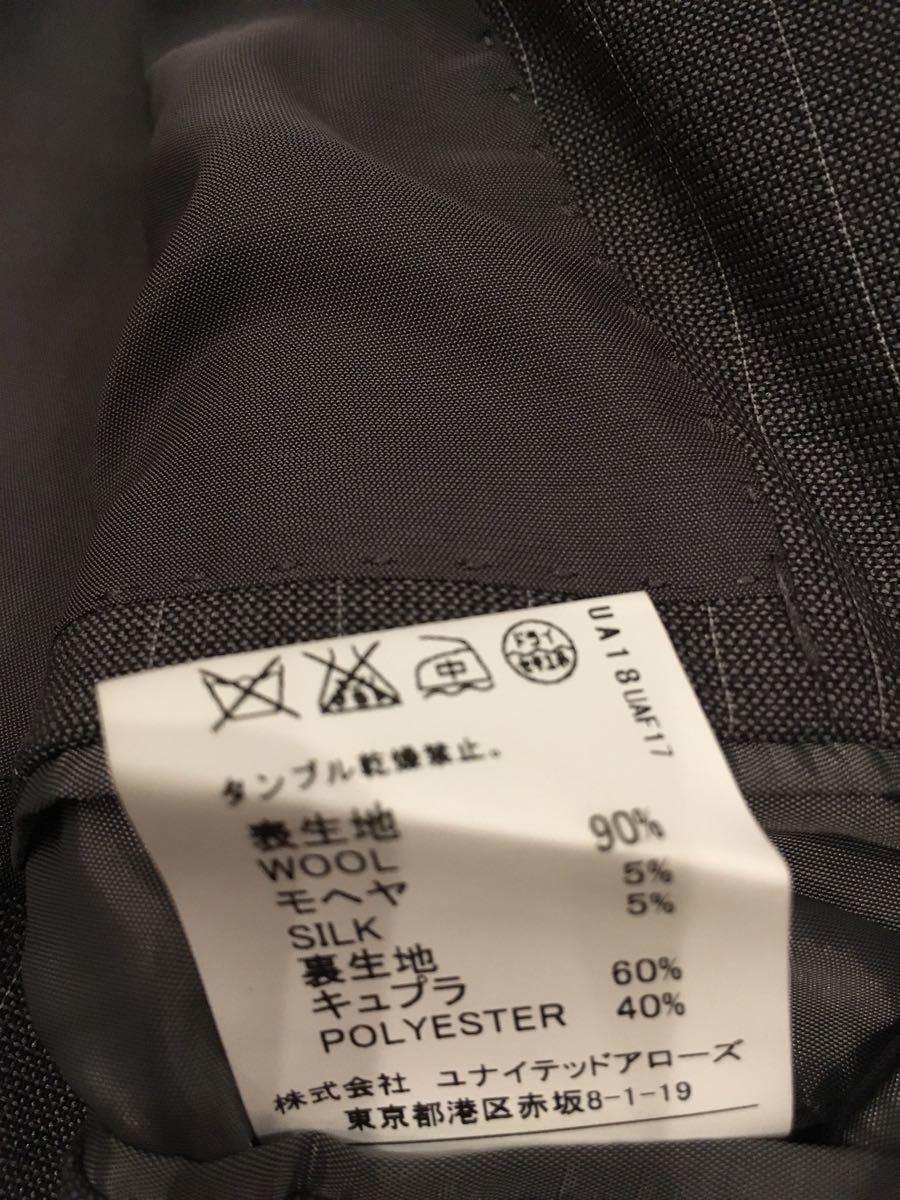 中
ドライ
セキユ系
UA18UAF17
タンブル乾燥禁止。
表生地
WOOL 90%
モヘヤ 5%
SILK 5%
裏生地
キュプラ 60%
POLYESTER 40%
株式会社 ユナイテッドアローズ
東京都港区赤坂8-1-19